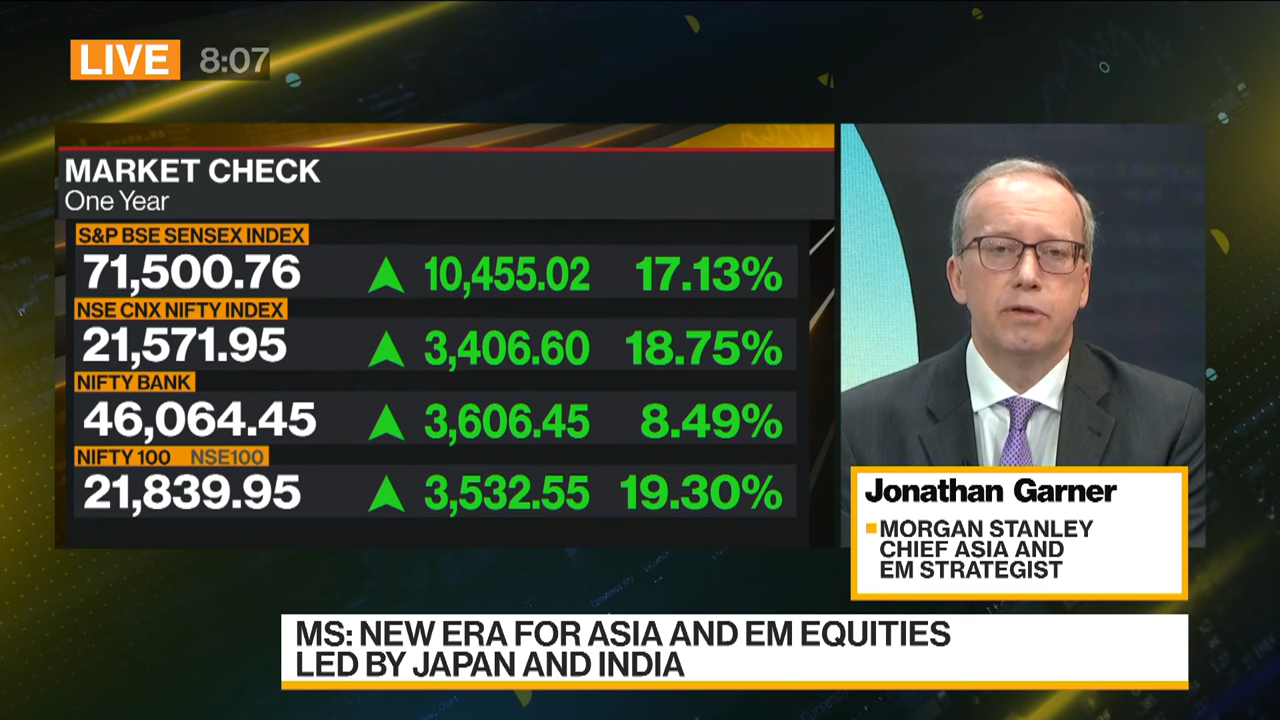 LIVE 8:07
MARKET CHECK
One Year
S&P BSE SENSEX INDEX
71,500.76 ▲ 10,455.02 17.13%
NSE CNX NIFTY INDEX
21,571.95 ▲ 3,406.60 18.75%
NIFTY BANK
46,064.45 ▲ 3,606.45 8.49%
NIFTY 100 NSE100
21,839.95 ▲ 3,532.55 19.30%
Jonathan Garner
MORGAN STANLEY
CHIEF ASIA AND
EM STRATEGIST
MS: NEW ERA FOR ASIA AND EM EQUITIES
LED BY JAPAN AND INDIA